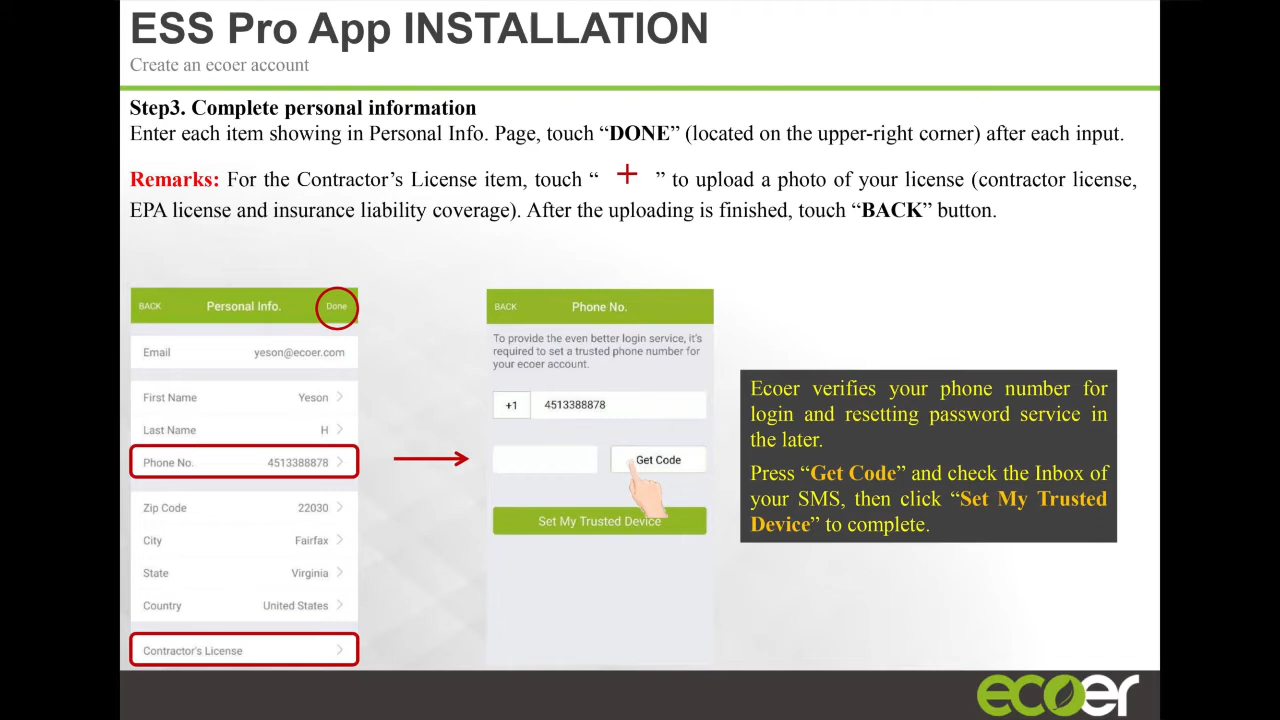 ESS Pro App INSTALLATION
Create an ecoer account
Step3. Complete personal information
Enter each item showing in Personal Info. Page, touch “DONE” (located on the upper-right corner) after each input.
Remarks: For the Contractor’s License item, touch “ + ” to upload a photo of your license (contractor license,
EPA license and insurance liability coverage). After the uploading is finished, touch “BACK” button.
BACK Personal Info. Done
Email yeson@ecoer.com
First Name Yeson
Last Name H
Phone No. 4513388878
Zip Code 22030
City Fairfax
State Virginia
Country United States
Contractor's License
BACK Phone No.
To provide the even better login service, it's
required to set a trusted phone number for
your ecoer account.
+1 4513388878
Get Code
Set My Trusted Device
Ecoer verifies your phone number for
login and resetting password service in
the later.
Press “Get Code” and check the Inbox of
your SMS, then click “Set My Trusted
Device” to complete.
ecoer